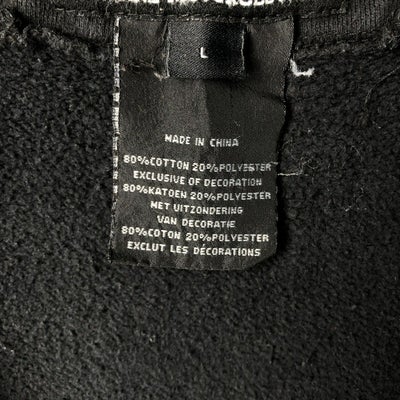 L
MADE IN CHINA
80%COTTON 20%POLYESTER
EXCLUSIVE OF DECORATION
80%KATOEN 20%POLYESTER
MET UITZONDERING
VAN DECORATIE
80%COTON 20%POLYESTER
EXCLUT LES DÉCORATIONS